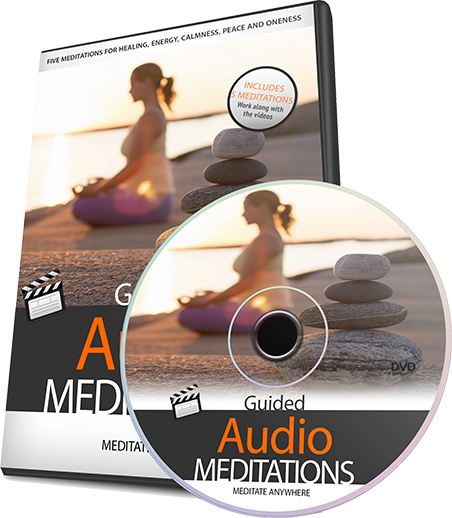 FIVE MEDITATIONS FOR HEALING, ENERGY, CALMNESS, PEACE AND ONENESS
INCLUDES
5 MEDITATIONS
Work along with
the videos
DVD
Guided
Audio
MEDITATIONS
MEDITATE ANYWHERE